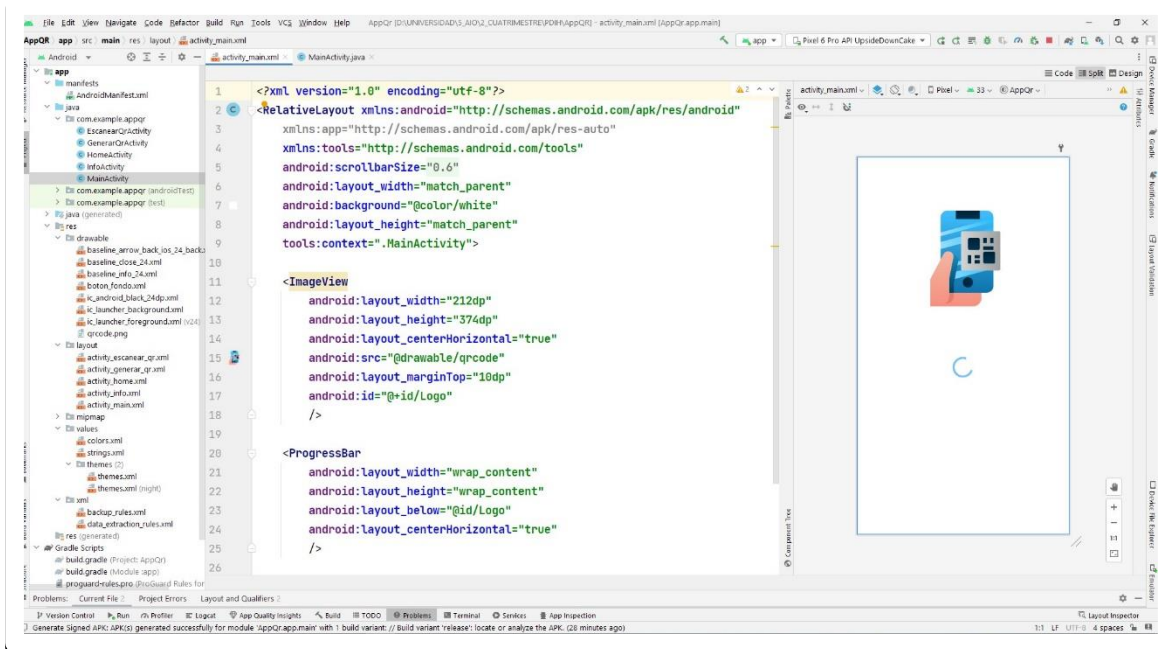 File Edit View Navigate Code Refactor Build Run Tools VCS Window Help AppQR [D:\UNIVERSIDAD\5_AÑO\2_CUATRIMESTRE\PDIH\AppQR] - activity_main.xml [AppQR.app.main]
AppQR app src main res layout activity_main.xml
app Pixel 6 Pro API UpsideDownCake
Android
activity_main.xml MainActivity.java
Code Split Design
app
manifests
AndroidManifest.xml
java
com.example.appqr
EscanearQrActivity
GenerarQrActivity
HomeActivity
InfoActivity
MainActivity
com.example.appqr (androidTest)
com.example.appqr (test)
java (generated)
res
drawable
baseline_arrow_back_ios_24_back.x
baseline_close_24.xml
baseline_info_24.xml
boton_fondo.xml
ic_android_black_24dp.xml
ic_launcher_background.xml
ic_launcher_foreground.xml (v24)
qrcode.png
layout
activity_escanear_qr.xml
activity_generar_qr.xml
activity_home.xml
activity_info.xml
activity_main.xml
mipmap
values
colors.xml
strings.xml
themes (2)
themes.xml
themes.xml (night)
xml
backup_rules.xml
data_extraction_rules.xml
res (generated)
Gradle Scripts
build.gradle (Project: AppQr)
build.gradle (Module :app)
proguard-rules.pro (ProGuard Rules for
1 <?xml version="1.0" encoding="utf-8"?>
2 <RelativeLayout xmlns:android="http://schemas.android.com/apk/res/android"
3 xmlns:app="http://schemas.android.com/apk/res-auto"
4 xmlns:tools="http://schemas.android.com/tools"
5 android:scrollbarSize="0.6"
6 android:layout_width="match_parent"
7 android:background="@color/white"
8 android:layout_height="match_parent"
9 tools:context=".MainActivity">
10
11 <ImageView
12 android:layout_width="212dp"
13 android:layout_height="374dp"
14 android:layout_centerHorizontal="true"
15 android:src="@drawable/qrcode"
16 android:layout_marginTop="10dp"
17 android:id="@+id/Logo"
18 />
19
20 <ProgressBar
21 android:layout_width="wrap_content"
22 android:layout_height="wrap_content"
23 android:layout_below="@id/Logo"
24 android:layout_centerHorizontal="true"
25 />
26
2
Palette
Component Tree
activity_main.xml Pixel 33 AppQr
1:1
Attributes
Device Manager
Gradle
Notifications
Layout Validation
Device File Explorer
Emulator
Problems: Current File 2 Project Errors Layout and Qualifiers 2
Version Control Run Profiler Logcat App Quality Insights Build TODO Problems Terminal Services App Inspection Layout Inspector
Generate Signed APK: APK(s) generated successfully for module 'AppQr.app.main' with 1 build variant: // Build variant 'release': locate or analyze the APK. (28 minutes ago) 1:1 LF UTF-8 4 spaces